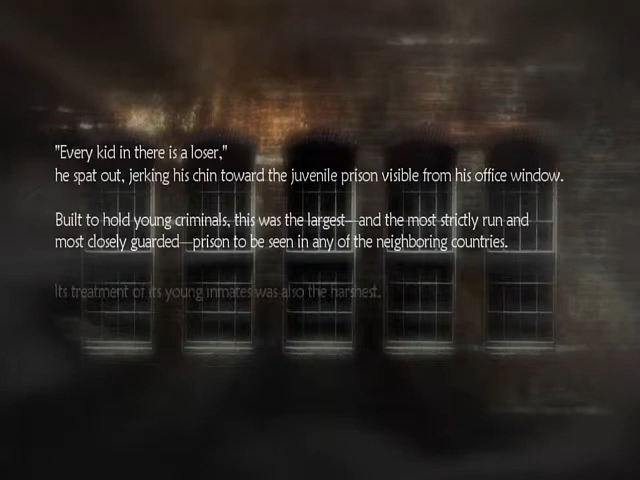 "Every kid in there is a loser,"
he spat out, jerking his chin toward the juvenile prison visible from his office window.
Built to hold young criminals, this was the largest—and the most strictly run and
most closely guarded—prison to be seen in any of the neighboring countries.
Its treatment of its young inmates was also the harshest.